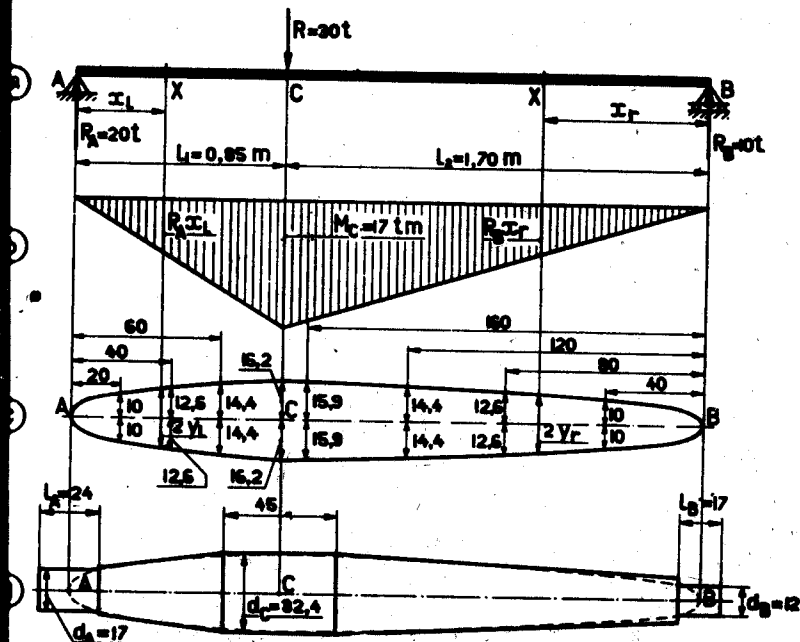 R=30t
A
X
C
X
B
x_l
x_r
R_A=20t
R_B=10t
l₁=0,85 m
l₂=1,70 m
R_A x_l
M_C=17 tm
R_B x_r
60
160
40
16,2
120
20
80
40
A
10
12,6
14,4
C
15,9
14,4
12,6
10
B
10
2y_l
14,4
15,9
14,4
12,6
2y_r
10
12,6
16,2
l_A=24
45
l_B=17
A
C
B
d_C=32,4
d_B=12
d_A=17